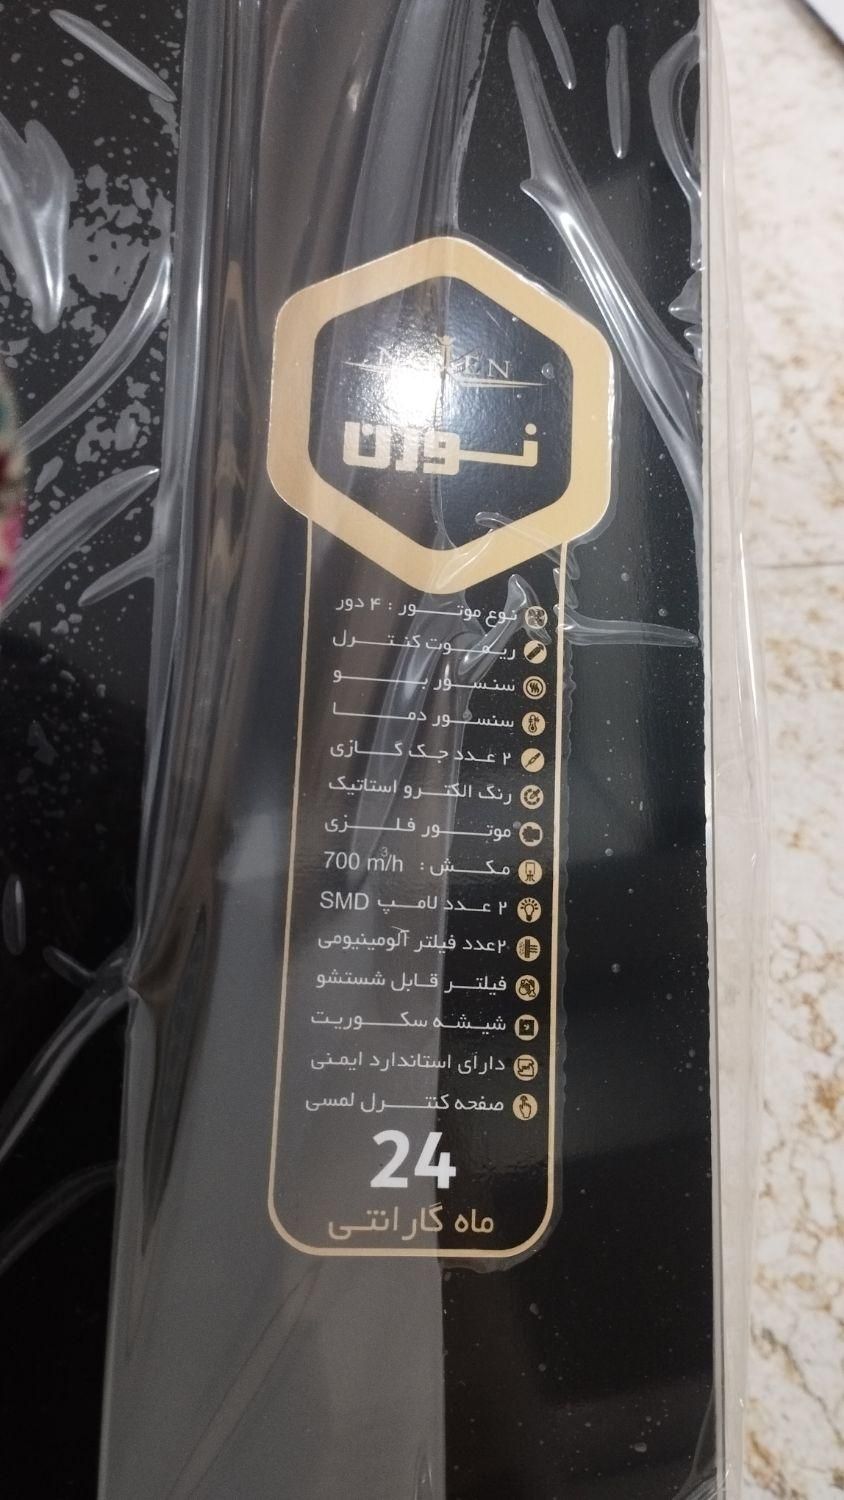 نوژن
نوع موتور : ۴ دور
ریموت کنترل
سنسور بو
سنسور دما
۲ عدد جک گازی
رنگ الکترو استاتیک
موتور فلزی
مکش : 700 m³/h
۲ عدد لامپ SMD
۲عدد فیلتر آلومینیومی
فیلتر قابل شستشو
شیشه سکوریت
دارای استاندارد ایمنی
صفحه کنترل لمسی
24
ماه گارانتی